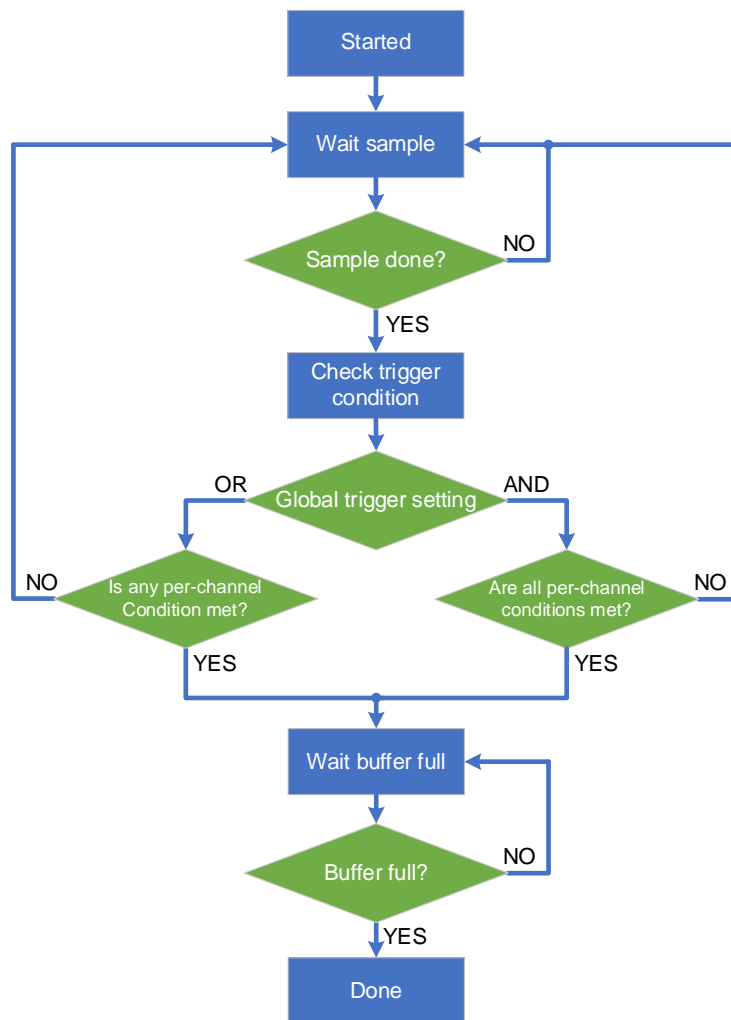 Started
Wait sample
Sample done?
NO
YES
Check trigger
condition
OR
Global trigger setting
AND
NO
Is any per-channel
Condition met?
Are all per-channel
conditions met?
NO
YES
YES
Wait buffer full
Buffer full?
NO
YES
Done